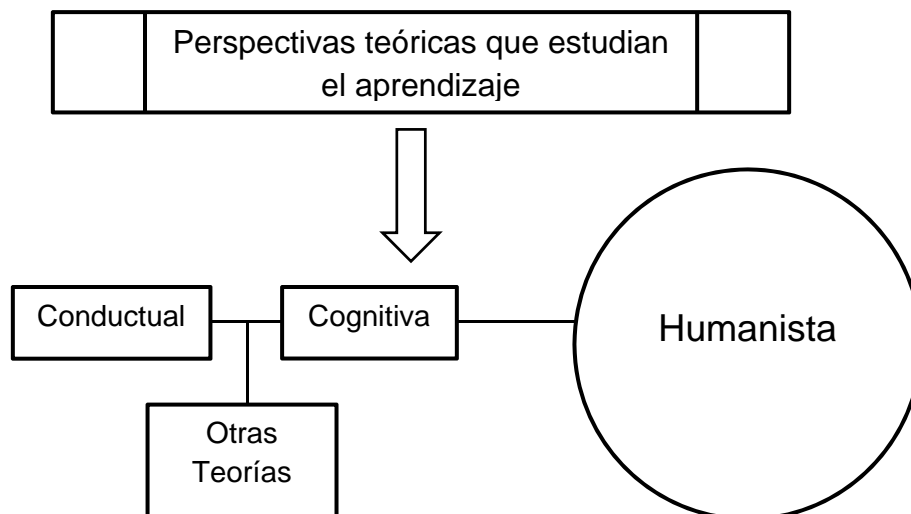 Perspectivas teóricas que estudian
el aprendizaje
Conductual
Cognitiva
Humanista
Otras
Teorías